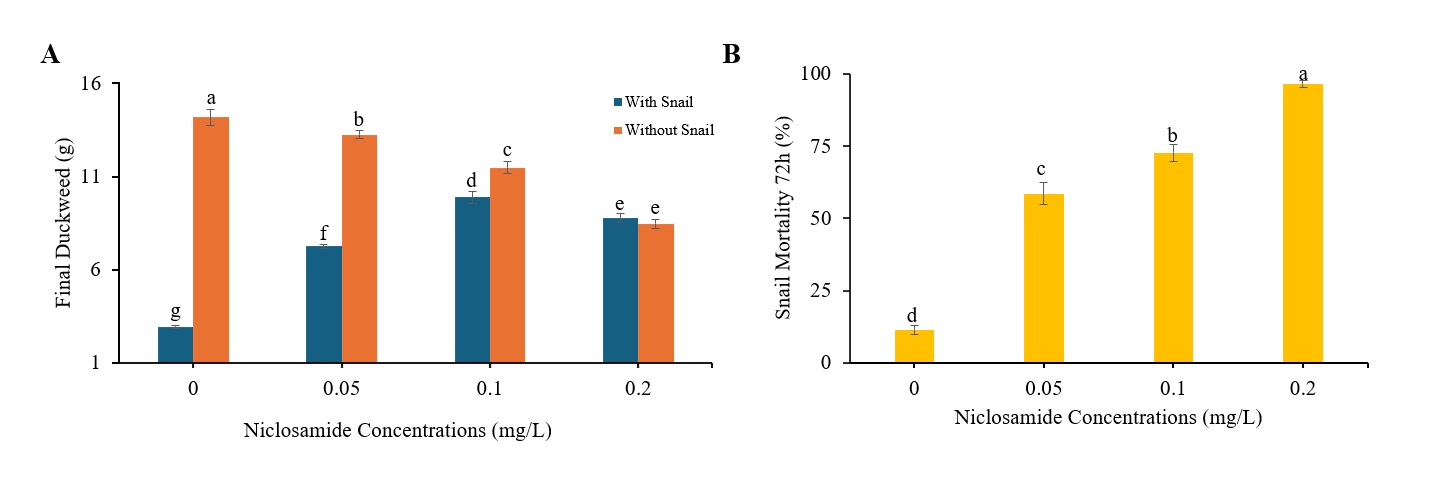 A
Final Duckweed (g)
16
11
6
1
With Snail
Without Snail
g
a
f
b
d
c
e
e
0
0.05
0.1
0.2
Niclosamide Concentrations (mg/L)
B
Snail Mortality 72h (%)
100
75
50
25
0
d
c
b
a
0
0.05
0.1
0.2
Niclosamide Concentrations (mg/L)